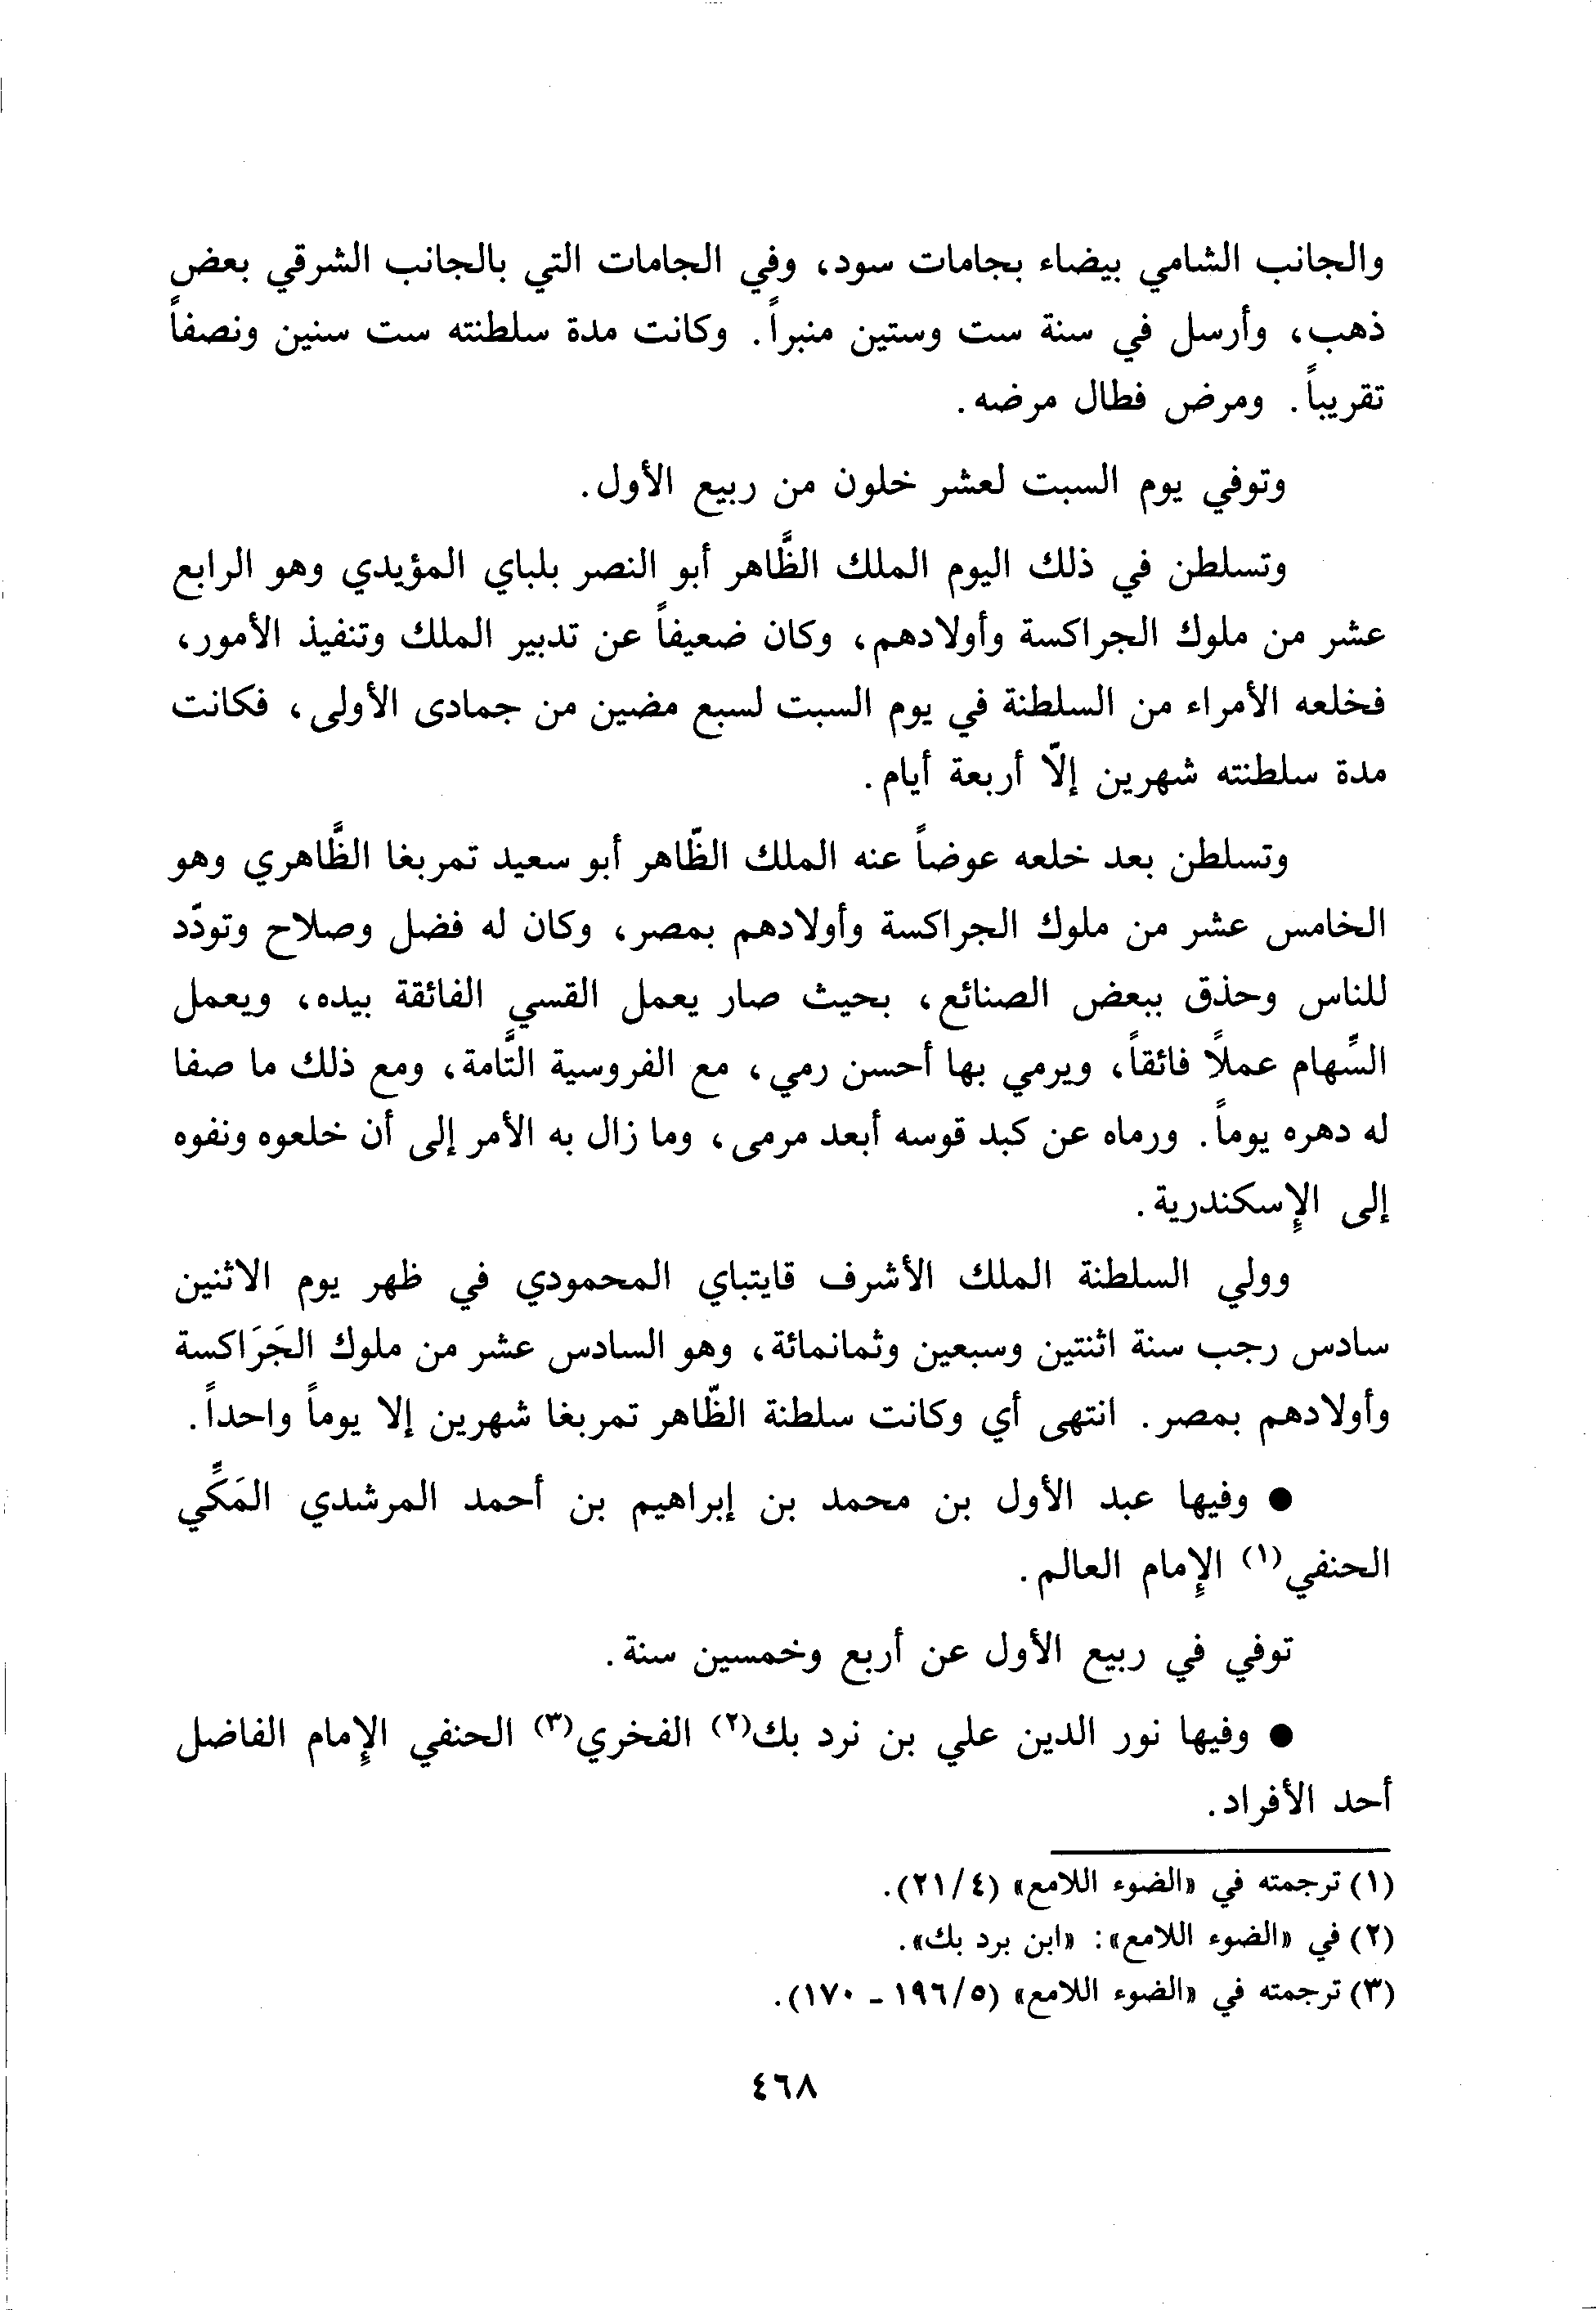 والجانب الشامي بيضاء بجامات سود، وفي الجامات التي بالجانب الشرقي بعض
ذهب، وأرسل في سنة ست وستين منبراً. وكانت مدة سلطنته ست سنين ونصفاً
تقريباً. ومرض فطال مرضه.
وتوفي يوم السبت لعشر خلون من ربيع الأول.
وتسلطن في ذلك اليوم الملك الظَّاهر أبو النصر بلباي المؤيدي وهو الرابع
عشر من ملوك الجراكسة وأولادهم، وكان ضعيفاً عن تدبير الملك وتنفيذ الأمور،
فخلعه الأمراء من السلطنة في يوم السبت لسبع مضين من جمادى الأولى، فكانت
مدة سلطنته شهرين إلّا أربعة أيام.
وتسلطن بعد خلعه عوضاً عنه الملك الظّاهر أبو سعيد تمربغا الظَّاهري وهو
الخامس عشر من ملوك الجراكسة وأولادهم بمصر، وكان له فضل وصلاح وتودّد
للناس وحذق ببعض الصنائع، بحيث صار يعمل القسي الفائقة بيده، ويعمل
السِّهام عملاً فائقاً، ويرمي بها أحسن رمي، مع الفروسية التَّامة، ومع ذلك ما صفا
له دهره يوماً. ورماه عن كبد قوسه أبعد مرمى، وما زال به الأمر إلى أن خلعوه ونفوه
إلى الإسكندرية.
وولي السلطنة الملك الأشرف قايتباي المحمودي في ظهر يوم الاثنين
سادس رجب سنة اثنتين وسبعين وثمانمائة، وهو السادس عشر من ملوك الجَرَاكسة
وأولادهم بمصر. انتهى أي وكانت سلطنة الظّاهر تمربغا شهرين إلا يوماً واحداً.
● وفيها عبد الأول بن محمد بن إبراهيم بن أحمد المرشدي المَكِّي
الحنفي(١) الإمام العالم.
توفي في ربيع الأول عن أربع وخمسين سنة.
● وفيها نور الدين علي بن نرد بك(٢) الفخري(٣) الحنفي الإمام الفاضل
أحد الأفراد.
(١) ترجمته في «الضوء اللامع» (٤/ ٢١).
(٢) في «الضوء اللامع»: «ابن برد بك».
(٣) ترجمته في «الضوء اللامع» (٥/ ١٩٦ - ١٧٠).
٤٦٨